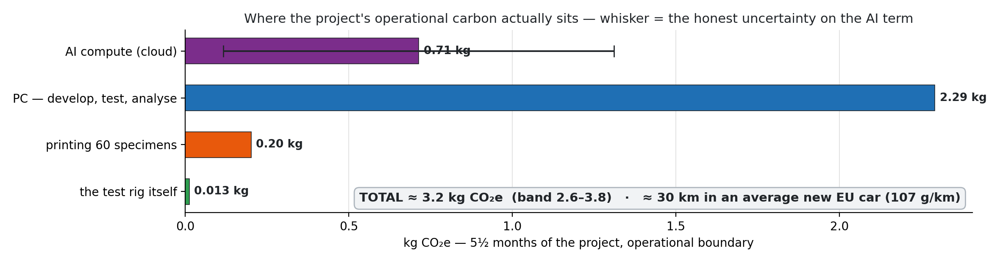 Where the project's operational carbon actually sits — whisker = the honest uncertainty on the AI term
AI compute (cloud)
0.71 kg
PC — develop, test, analyse
2.29 kg
printing 60 specimens
0.20 kg
the test rig itself
0.013 kg
TOTAL ≈ 3.2 kg CO₂e (band 2.6–3.8) · ≈ 30 km in an average new EU car (107 g/km)
0.0 0.5 1.0 1.5 2.0
kg CO₂e — 5½ months of the project, operational boundary